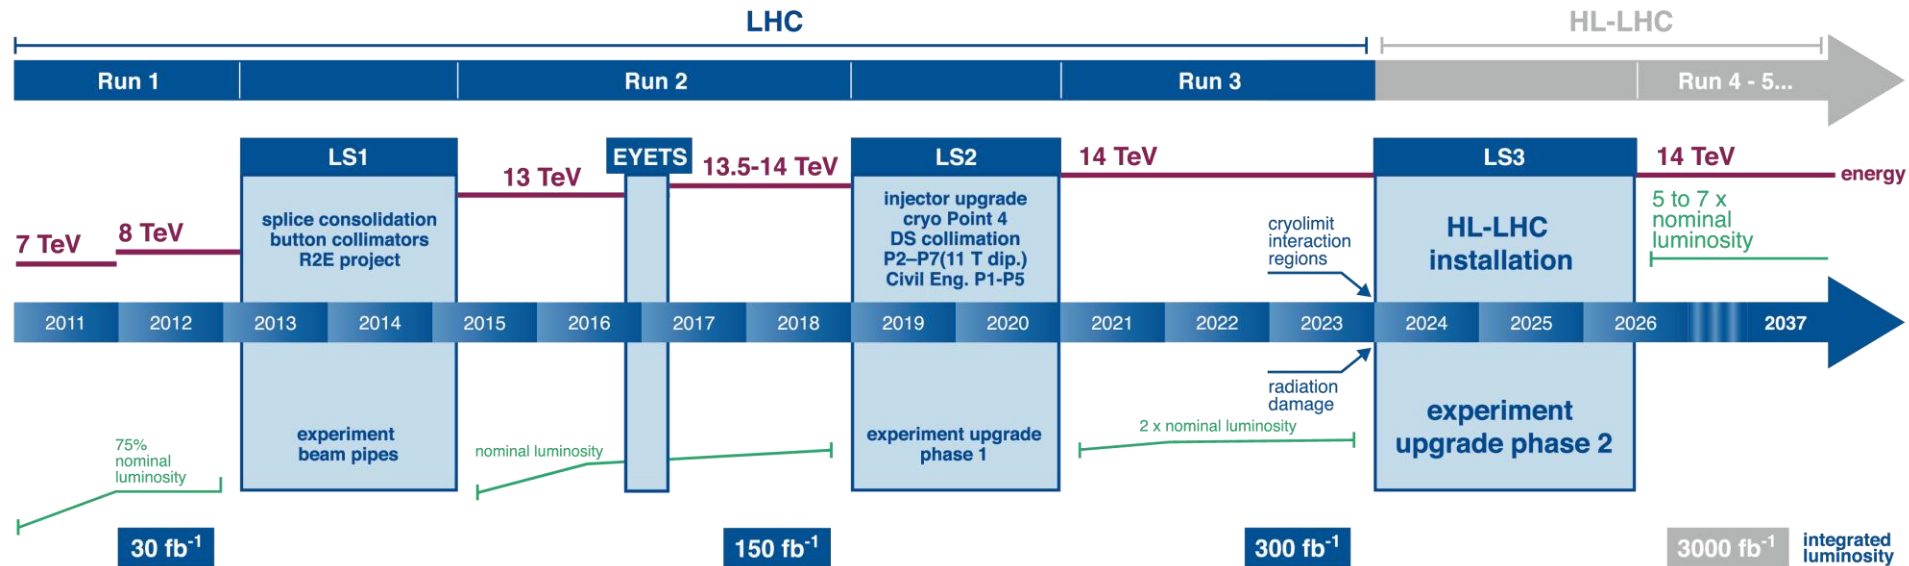 LHC
HL-LHC
Run 1
Run 2
Run 3
Run 4 - 5...
LS1
EYETS
13.5-14 TeV
LS2
14 TeV
LS3
14 TeV
energy
13 TeV
7 TeV
8 TeV
splice consolidation
button collimators
R2E project
injector upgrade
cryo Point 4
DS collimation
P2–P7(11 T dip.)
Civil Eng. P1-P5
cryolimit
interaction
regions
HL-LHC
installation
5 to 7 x
nominal
luminosity
2011
2012
2013
2014
2015
2016
2017
2018
2019
2020
2021
2022
2023
2024
2025
2026
2037
75%
nominal
luminosity
experiment
beam pipes
nominal luminosity
experiment upgrade
phase 1
2 x nominal luminosity
radiation
damage
experiment
upgrade phase 2
30 fb⁻¹
150 fb⁻¹
300 fb⁻¹
3000 fb⁻¹
integrated
luminosity